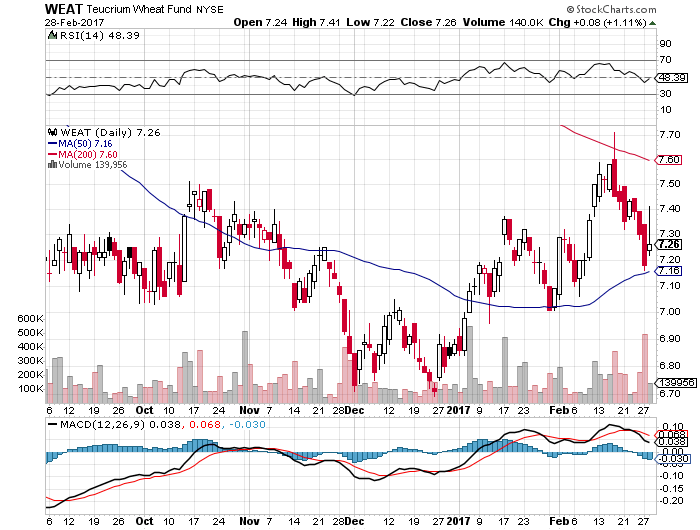 WEAT Teucrium Wheat Fund NYSE © StockCharts.com
28-Feb-2017 Open 7.24 High 7.41 Low 7.22 Close 7.26 Volume 140.0K Chg +0.08 (+1.11%)
RSI(14) 48.39
90
70
48.39
30
10
WEAT (Daily) 7.26
MA(50) 7.16
MA(200) 7.60
Volume 139,956
7.70
7.60
7.50
7.40
7.30
7.26
7.20
7.16
7.10
7.00
6.90
6.80
6.70
600K
500K
400K
300K
200K
100K
139956
6 12 19 26 Oct 10 17 24 Nov 7 14 21 28 Dec 12 19 27 2017 9 17 23 Feb 6 13 21 27
MACD(12,26,9) 0.038, 0.068, -0.030
0.10
0.068
0.038
-0.030
-0.05
-0.10
-0.15
-0.20
6 12 19 26 Oct 10 17 24 Nov 7 14 21 28 Dec 12 19 27 2017 9 17 23 Feb 6 13 21 27